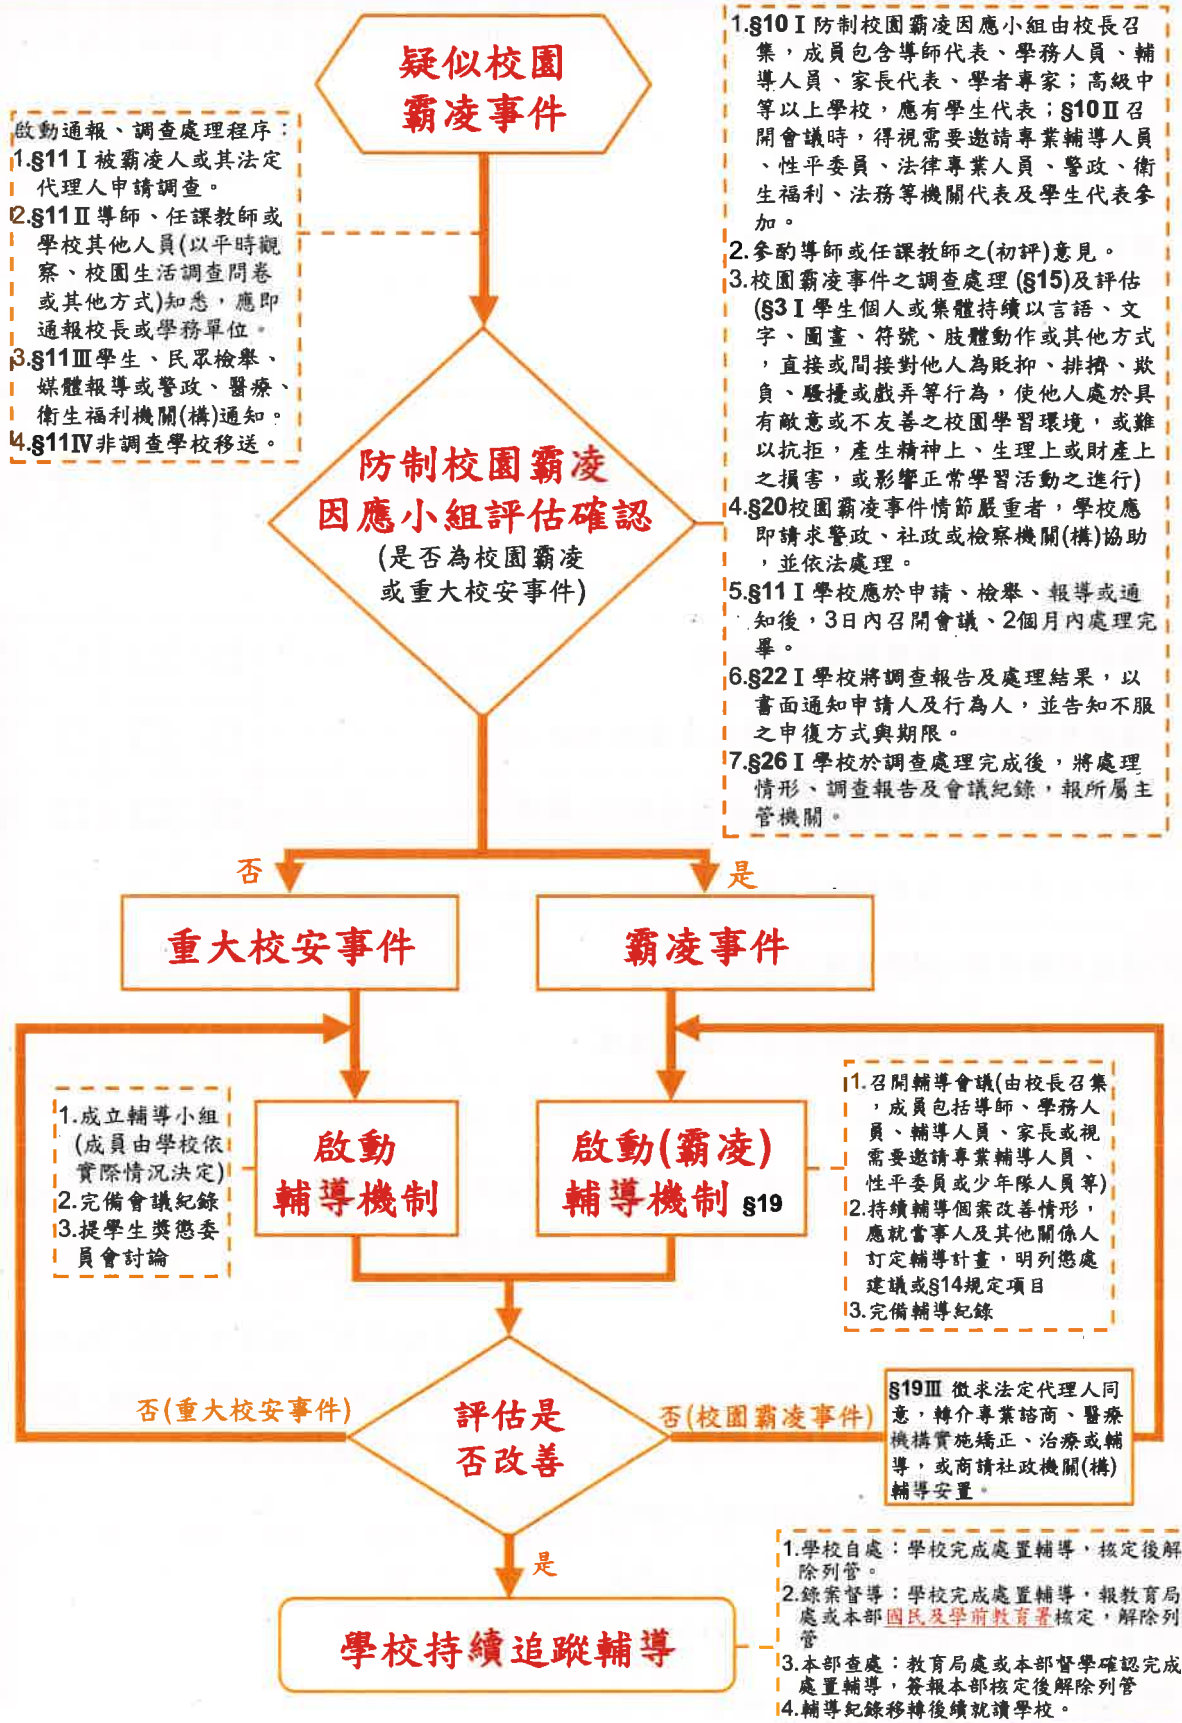 疑似校園
霸凌事件
啟動通報、調查處理程序：
1.§11 I 被霸凌人或其法定
代理人申請調查。
2.§11 II 導師、任課教師或
學校其他人員(以平時觀
察、校園生活調查問卷
或其他方式)知悉，應即
通報校長或學務單位。
3.§11III學生、民眾檢舉、
媒體報導或警政、醫療、
衛生福利機關(構)通知。
4.§11IV非調查學校移送。
1.§10 I 防制校園霸凌因應小組由校長召
集，成員包含導師代表、學務人員、輔
導人員、家長代表、學者專家；高級中
等以上學校，應有學生代表；§10 II 召
開會議時，得視需要邀請專業輔導人員
、性平委員、法律專業人員、警政、衛
生福利、法務等機關代表及學生代表參
加。
2.參酌導師或任課教師之(初評)意見。
3.校園霸凌事件之調查處理 (§15)及評估
(§3 I 學生個人或集體持續以言語、文
字、圖畫、符號、肢體動作或其他方式
，直接或間接對他人為貶抑、排擠、欺
負、騷擾或戲弄等行為，使他人處於具
有敵意或不友善之校園學習環境，或難
以抗拒，產生精神上、生理上或財產上
之損害，或影響正常學習活動之進行)
4.§20校園霸凌事件情節嚴重者，學校應
即請求警政、社政或檢察機關(構)協助
，並依法處理。
5.§11 I 學校應於申請、檢舉、報導或通
知後，3日內召開會議、2個月內處理完
畢。
6.§22 I 學校將調查報告及處理結果，以
書面通知申請人及行為人，並告知不服
之申復方式與期限。
7.§26 I 學校於調查處理完成後，將處理
情形、調查報告及會議紀錄，報所屬主
管機關。
防制校園霸凌
因應小組評估確認
(是否為校園霸凌
或重大校安事件)
否
是
重大校安事件
霸凌事件
1.成立輔導小組
(成員由學校依
實際情況決定)
2.完備會議紀錄
3.提學生獎懲委
員會討論
啟動
輔導機制
啟動(霸凌)
輔導機制 §19
1.召開輔導會議(由校長召集
，成員包括導師、學務人
員、輔導人員、家長或視
需要邀請專業輔導人員、
性平委員或少年隊人員等)
2.持續輔導個案改善情形，
應就當事人及其他關係人
訂定輔導計畫，明列懲處
建議或§14規定項目
3.完備輔導紀錄
否(重大校安事件)
評估是
否改善
否(校園霸凌事件)
§19III 徵求法定代理人同
意，轉介專業諮商、醫療
機構實施矯正、治療或輔
導，或商請社政機關(構)
輔導安置。
是
學校持續追蹤輔導
1.學校自處：學校完成處置輔導，核定後解
除列管。
2.錄案督導：學校完成處置輔導，報教育局
處或本部國民及學前教育署核定，解除列
管
3.本部查處：教育局處或本部督學確認完成
處置輔導，簽報本部核定後解除列管
4.輔導紀錄移轉後續就讀學校。